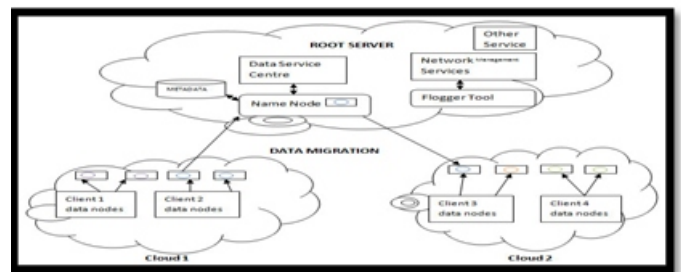 Other
Service
ROOT SERVER
Data Service
Centre
Network Management
Services
METADATA
Name Node
Flogger Tool
DATA MIGRATION
Client 1
data nodes
Client 2
data nodes
Client 3
data nodes
Client 4
data nodes
Cloud 1
Cloud 2